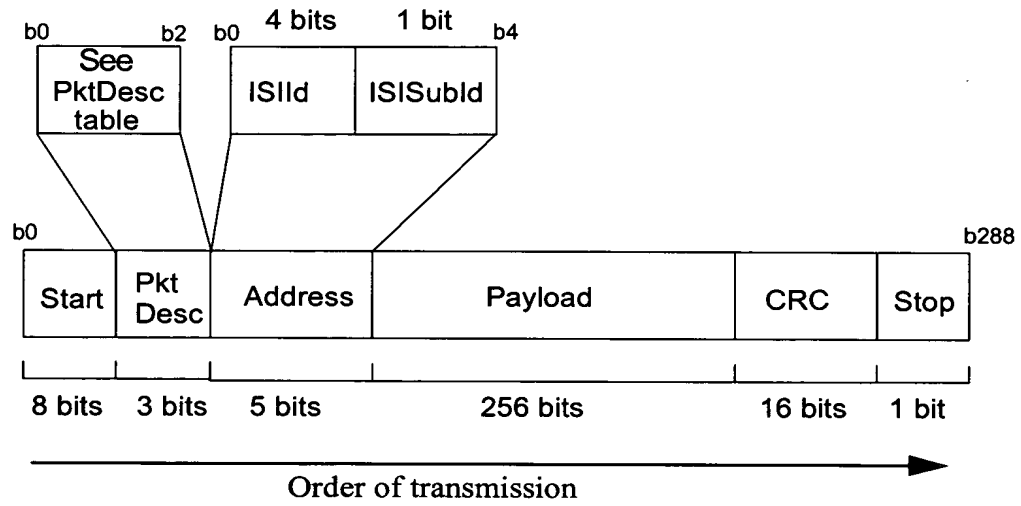 4 bits 1 bit
b0 b2 b0 b4
See
PktDesc
table
ISIId ISISubId
b0 b288
Start Pkt
Desc Address Payload CRC Stop
8 bits 3 bits 5 bits 256 bits 16 bits 1 bit
Order of transmission